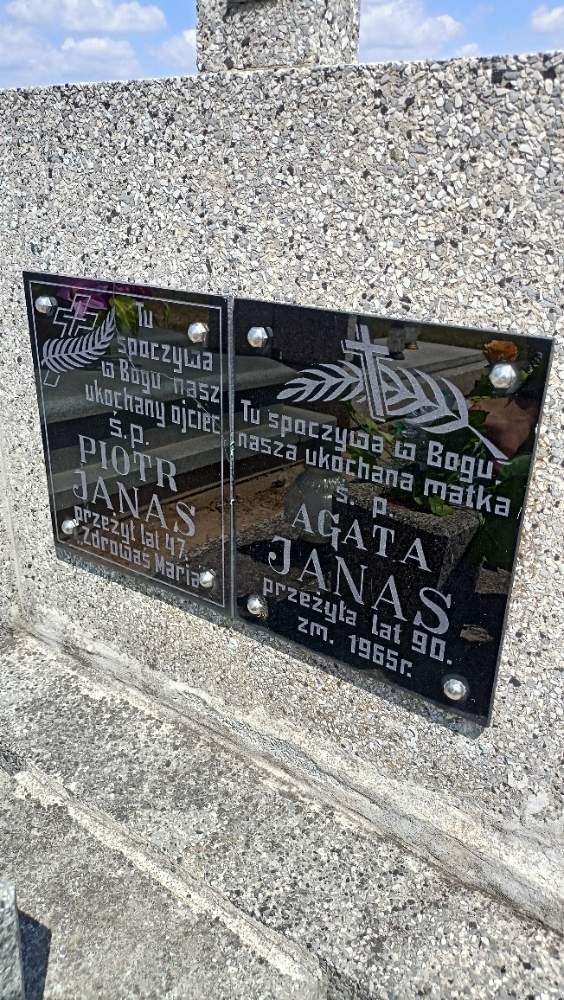 Tu
spoczywa
w Bogu nasz
ukochany ojciec
ś.p.
PIOTR
JANAS
przeżył lat 47.
Zdrowaś Maria
Tu spoczywa w Bogu
nasza ukochana matka
ś. p.
AGATA
JANAS
przeżyła lat 90.
zm. 1965r.